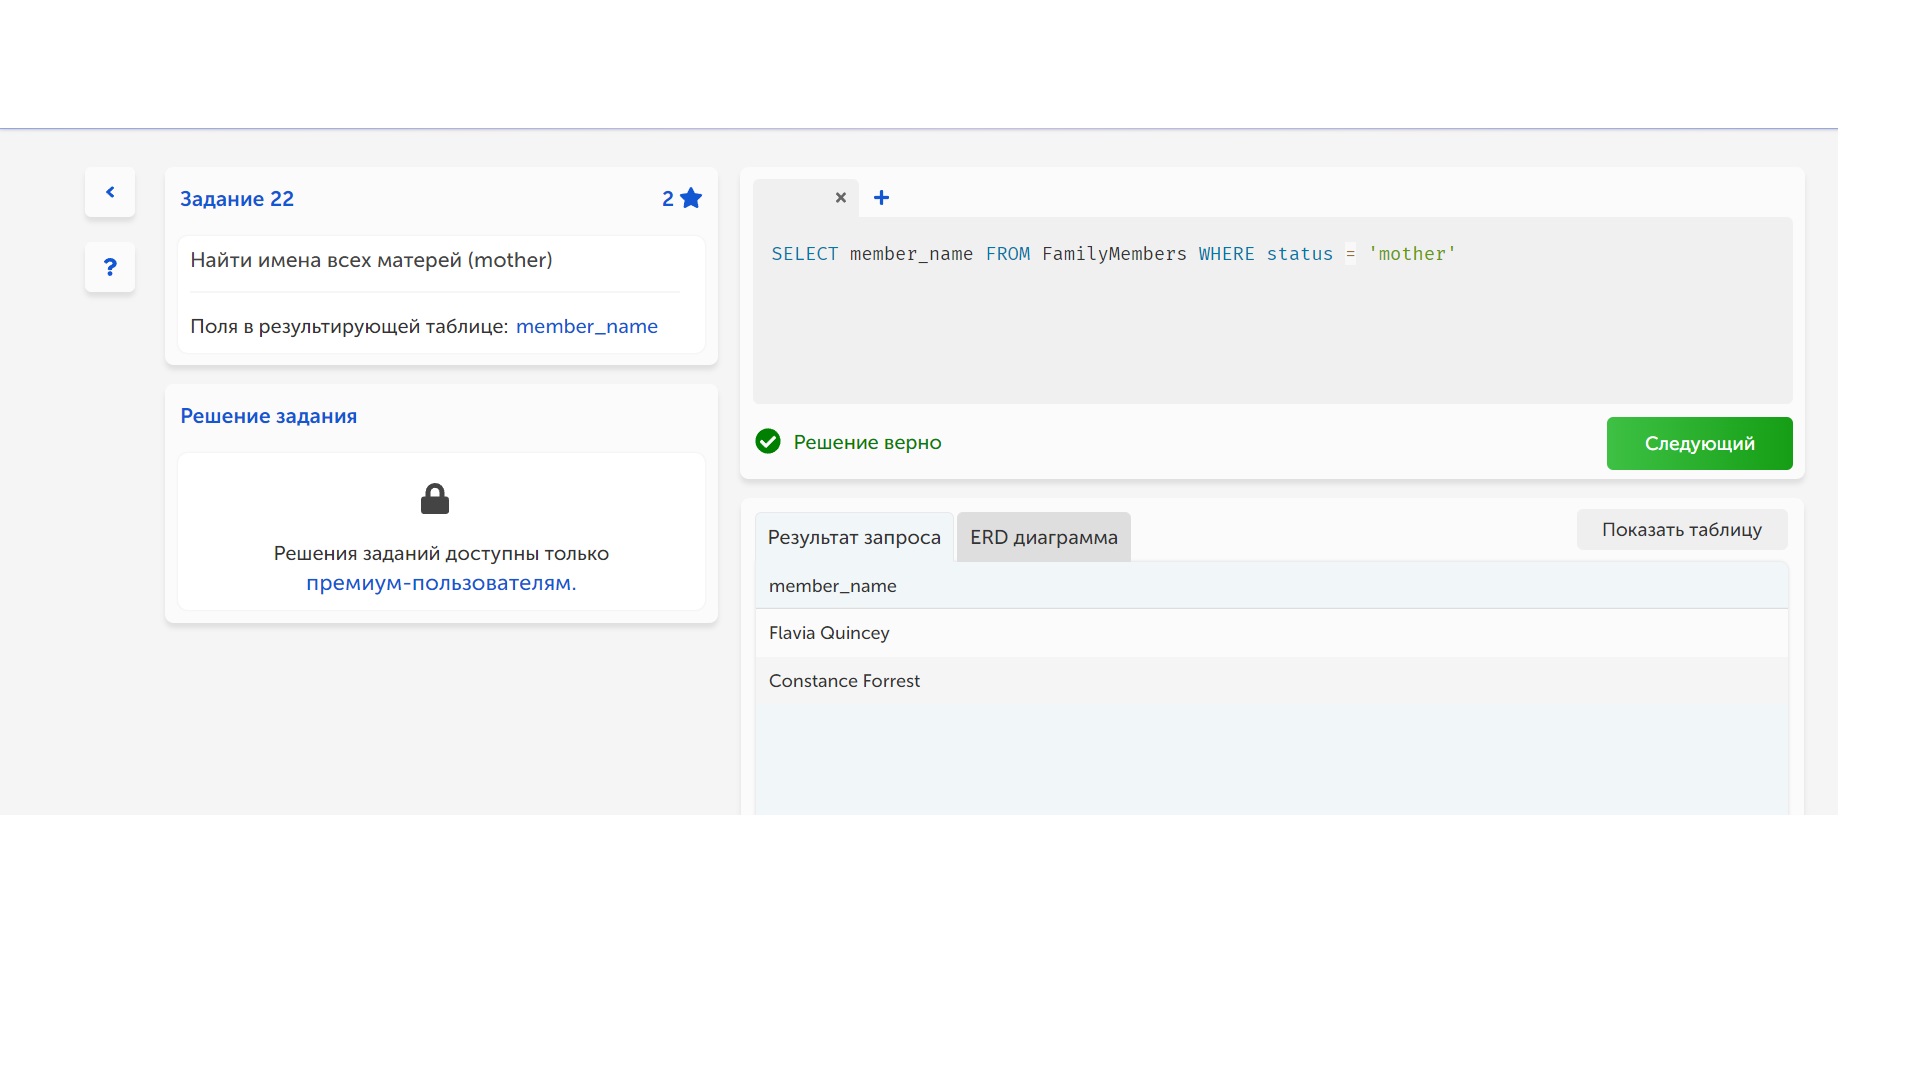 Задание 22
2
Найти имена всех матерей (mother)
Поля в результирующей таблице: member_name
Решение задания
Решения заданий доступны только
премиум-пользователям.
SELECT member_name FROM FamilyMembers WHERE status = 'mother'
Решение верно
Следующий
Результат запроса
ERD диаграмма
Показать таблицу
member_name
Flavia Quincey
Constance Forrest